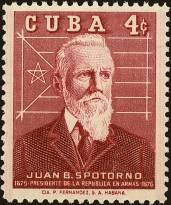 CUBA 4¢
JUAN B. SPOTORNO
1875-PRESIDENTE DE LA REPUBLICA EN ARMAS-1876
CIA. P. FERNANDEZ, S. A. HABANA.